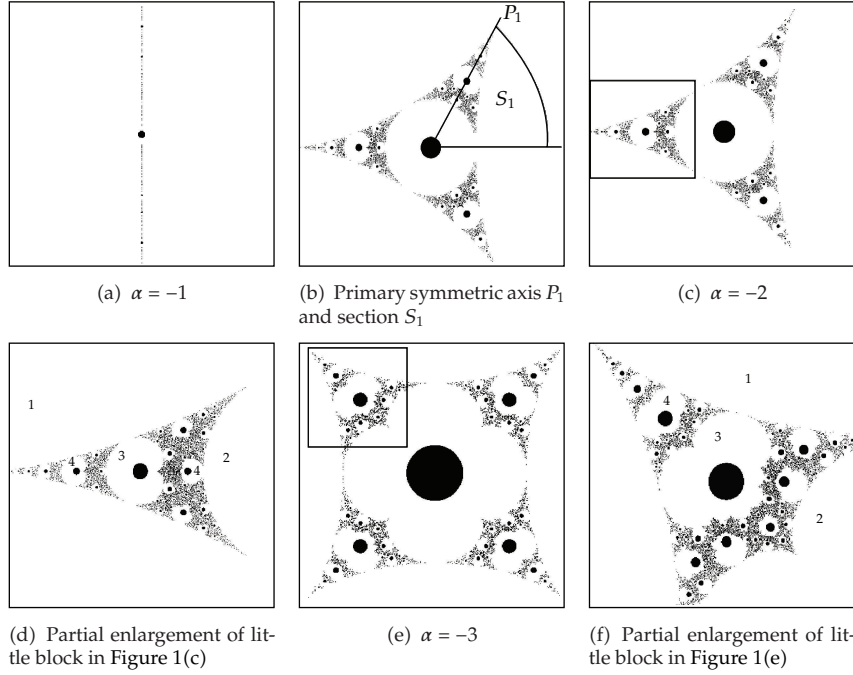 P1
S1
(a) α = −1
(b) Primary symmetric axis P1
and section S1
(c) α = −2
1
2
3
4
4
1
2
3
4
(d) Partial enlargement of lit-
tle block in Figure 1(c)
(e) α = −3
(f) Partial enlargement of lit-
tle block in Figure 1(e)